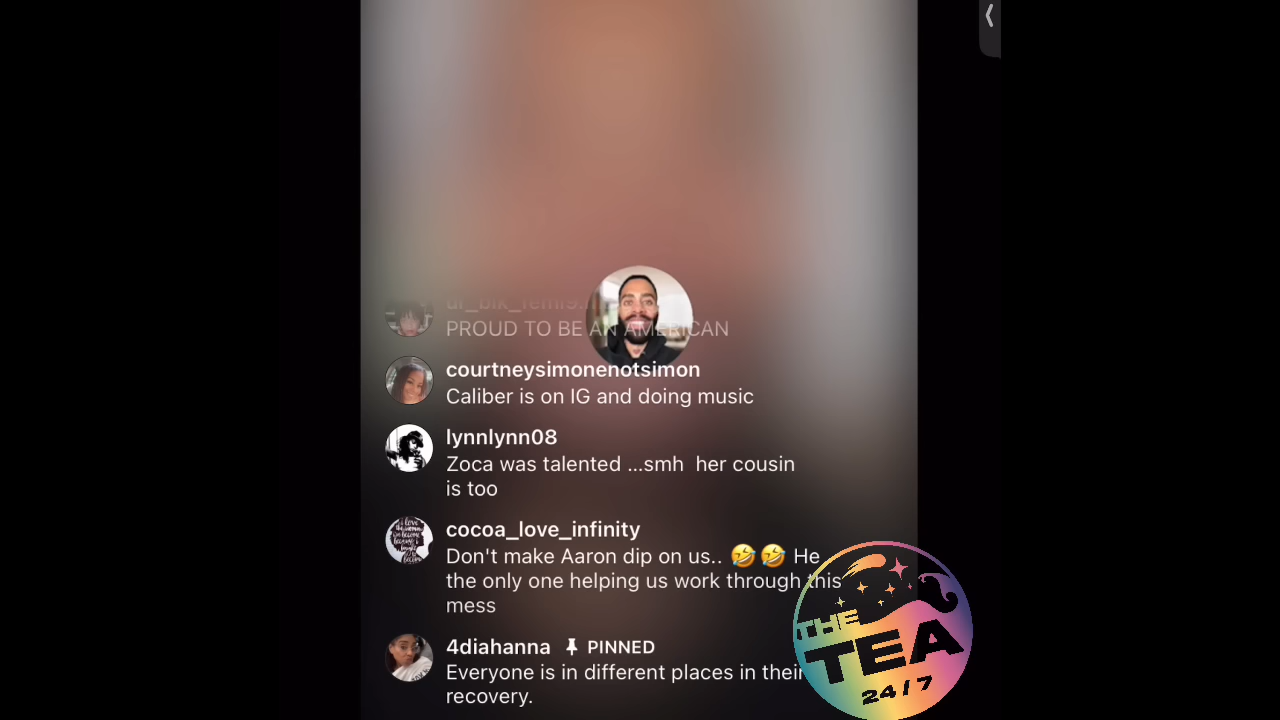 PROUD TO BE AN AMERICAN
courtneysimonenotsimon
Caliber is on IG and doing music
lynnlynn08
Zoca was talented ...smh her cousin
is too
cocoa_love_infinity
Don't make Aaron dip on us.. 🤣🤣 He
the only one helping us work through this
mess
4diahanna PINNED
Everyone is in different places in their
recovery.
THE
TEA
24/7